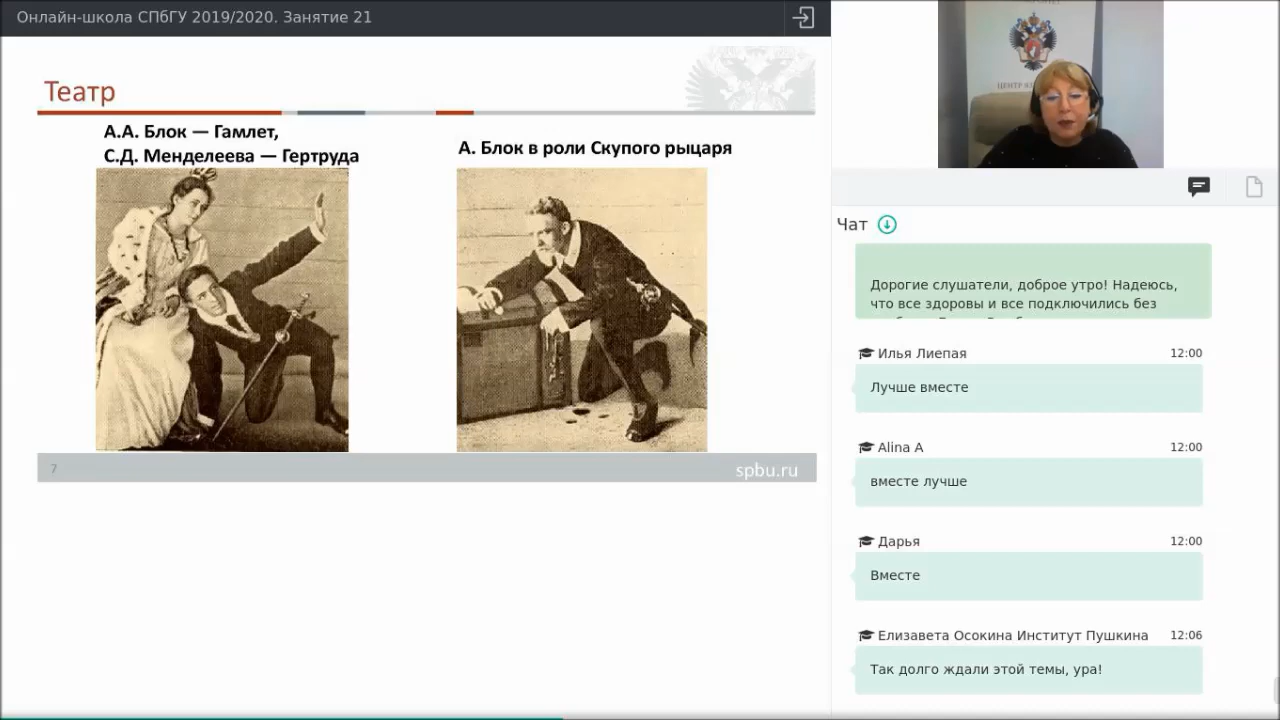 Онлайн-школа СПбГУ 2019/2020. Занятие 21
Театр
А.А. Блок — Гамлет,
С.Д. Менделеева — Гертруда
А. Блок в роли Скупого рыцаря
7
spbu.ru
ЦЕНТР
Чат
Дорогие слушатели, доброе утро! Надеюсь,
что все здоровы и все подключились без
Илья Лиепая 12:00
Лучше вместе
Alina A 12:00
вместе лучше
Дарья 12:00
Вместе
Елизавета Осокина Институт Пушкина 12:06
Так долго ждали этой темы, ура!